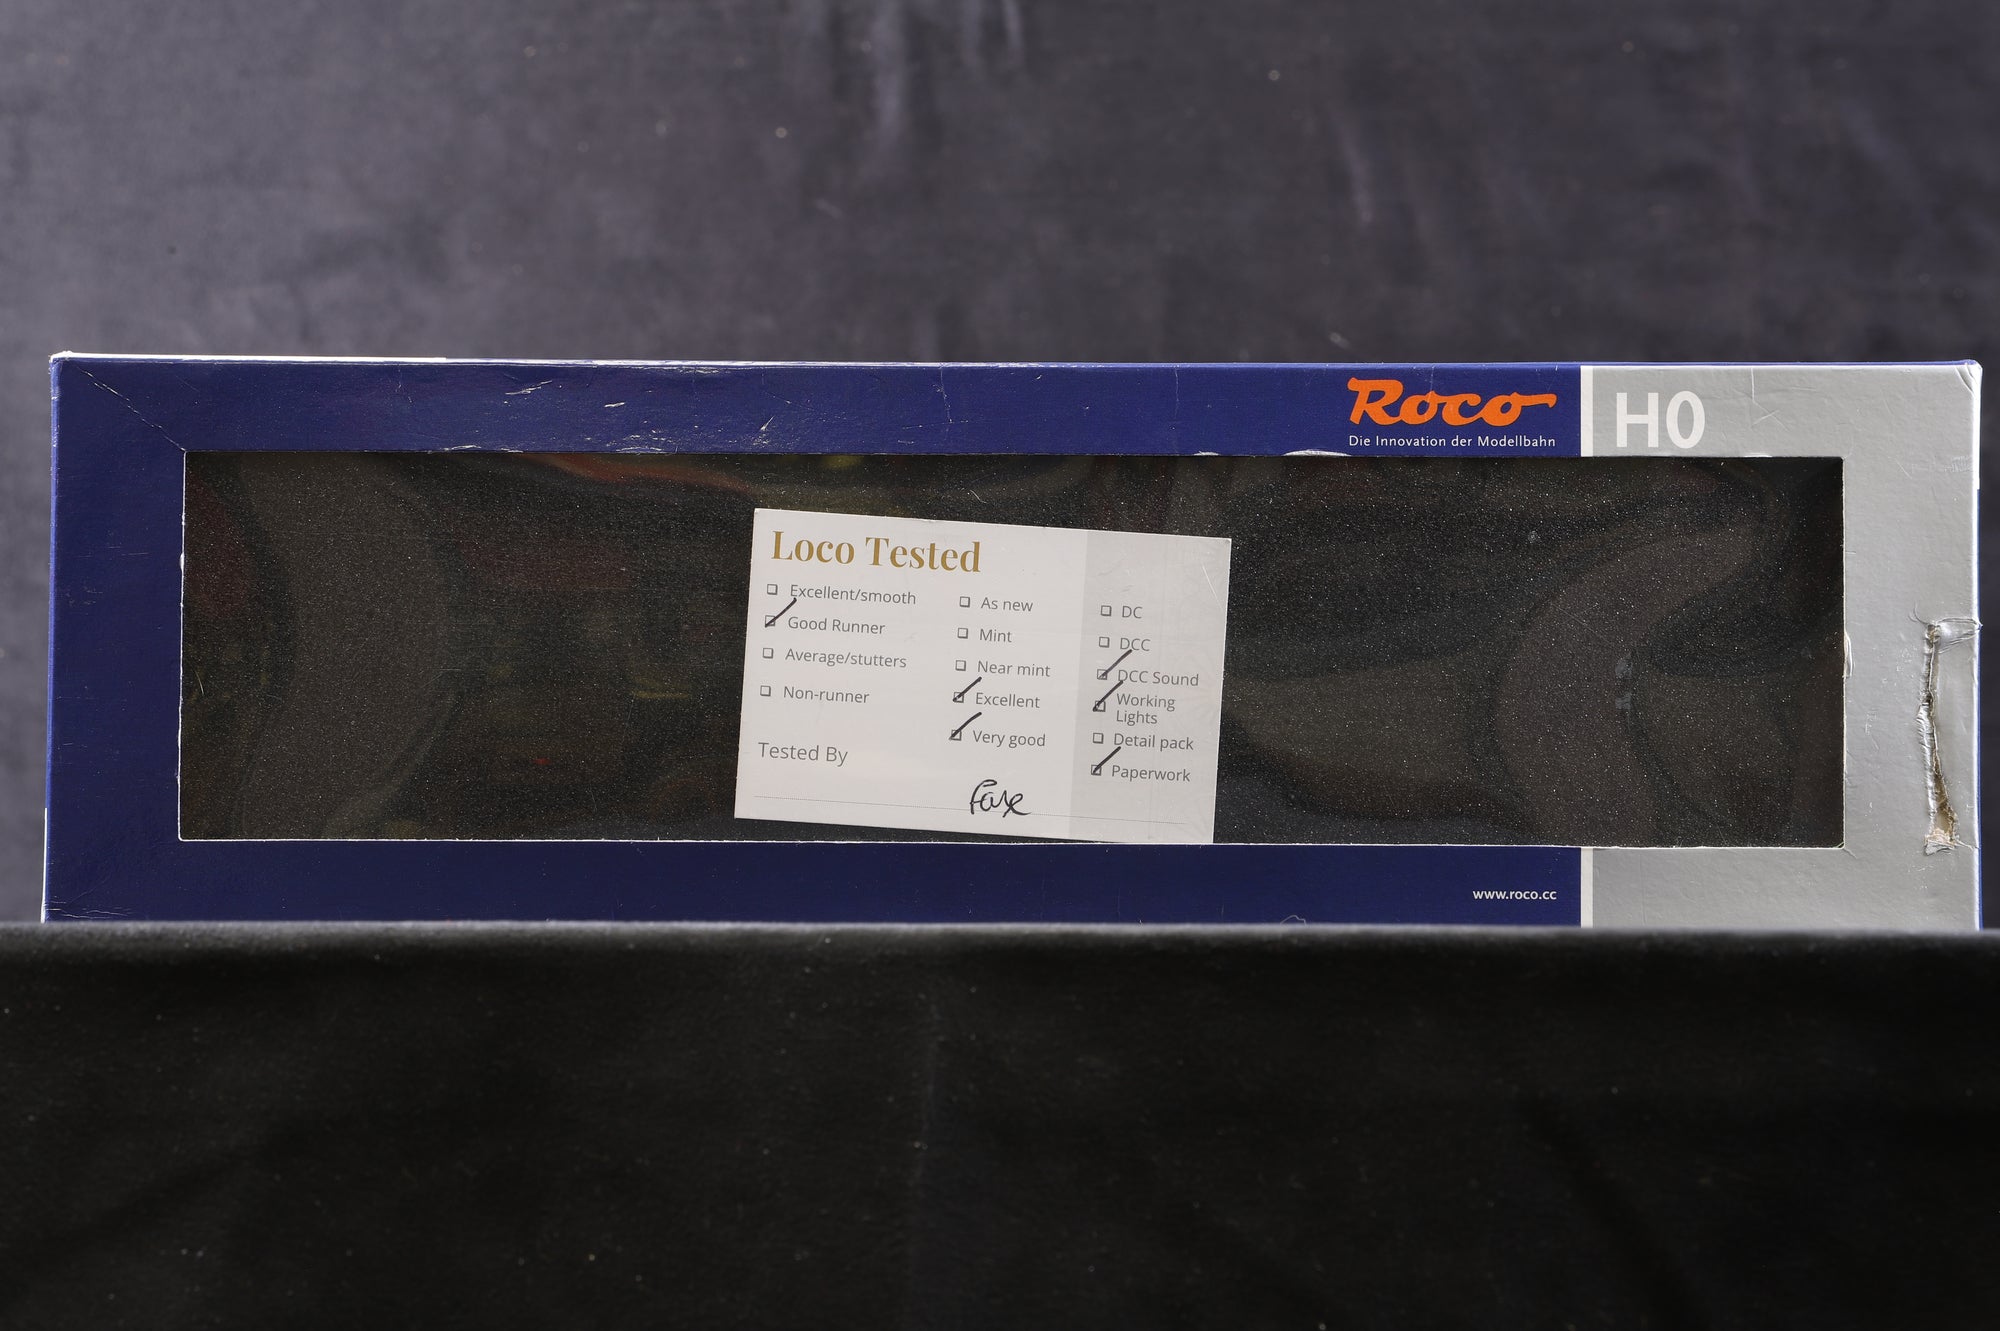 Roco
Die Innovation der Modellbahn
H0
Loco Tested
Excellent/smooth
Good Runner
Average/stutters
Non-runner
As new
Mint
Near mint
Excellent
Very good
DC
DCC
DCC Sound
Working
Lights
Detail pack
Paperwork
Tested By
www.roco.cc